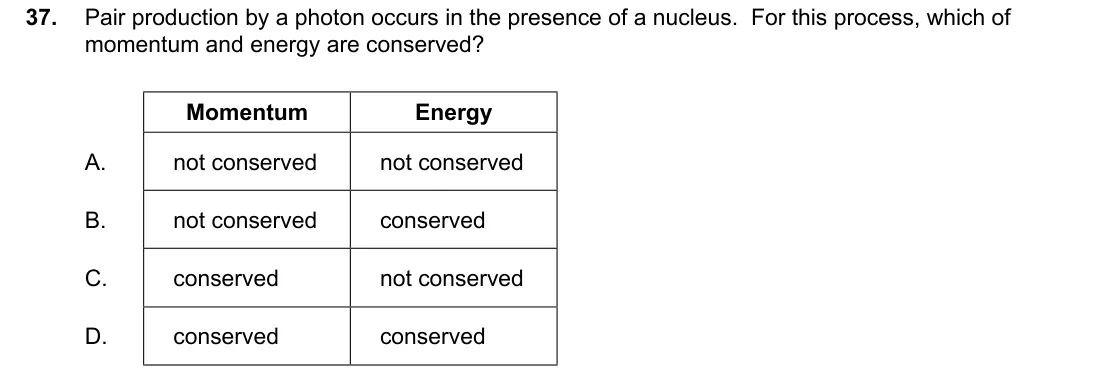 37. Pair production by a photon occurs in the presence of a nucleus. For this process, which of
momentum and energy are conserved?
Momentum Energy
A. not conserved not conserved
B. not conserved conserved
C. conserved not conserved
D. conserved conserved